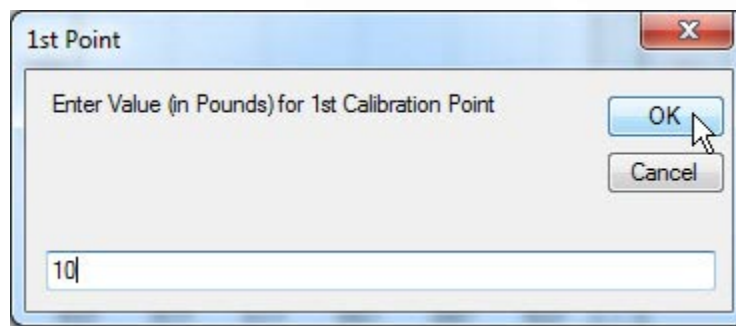 1st Point
Enter Value (in Pounds) for 1st Calibration Point
OK
Cancel
10